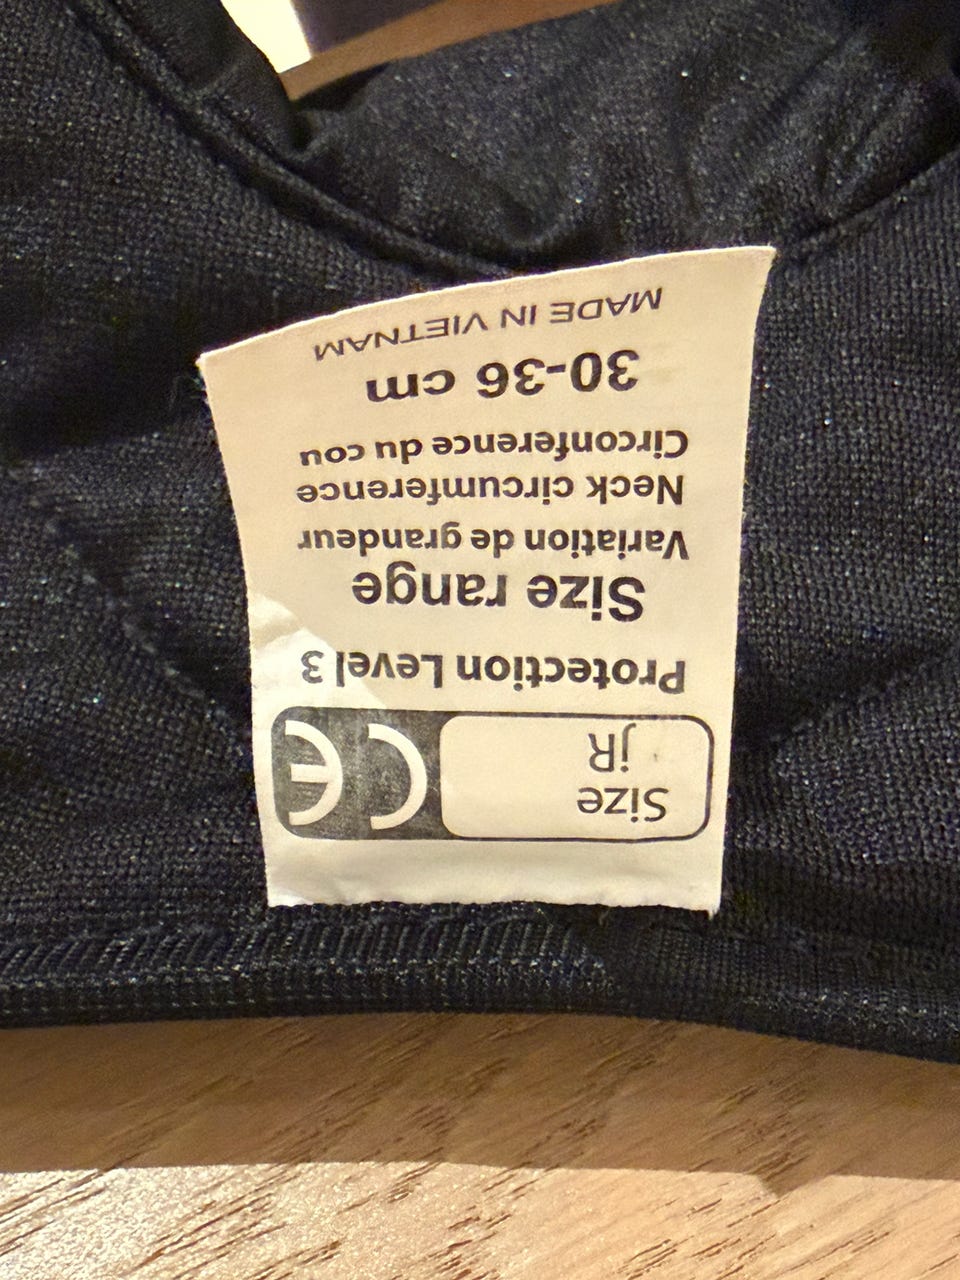 Size
jR
CE
Protection Level 3
Size range
Variation de grandeur
Neck circumference
Circonférence du cou
30-36 cm
MADE IN VIETNAM